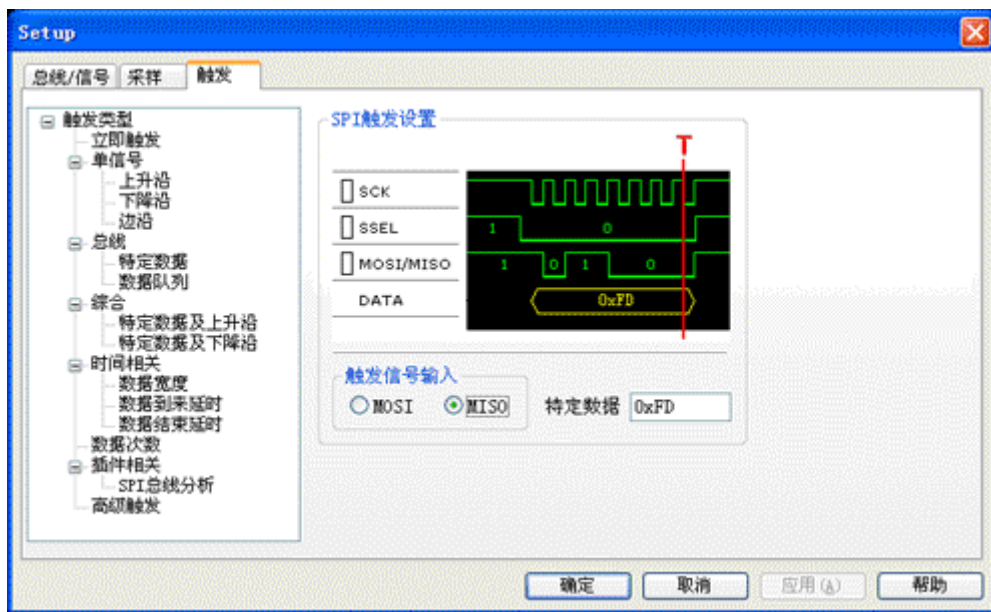 Setup
总线/信号 采样 触发
触发类型
立即触发
单信号
上升沿
下降沿
边沿
总线
特定数据
数据队列
综合
特定数据及上升沿
特定数据及下降沿
时间相关
数据宽度
数据到来延时
数据结束延时
数据次数
插件相关
SPI总线分析
高级触发
SPI触发设置
T
SCK
SSEL 1 0
MOSI/MISO 1 0 1 0
DATA 0xFD
触发信号输入
MOSI MISO 特定数据 0xFD
确定 取消 应用(A) 帮助